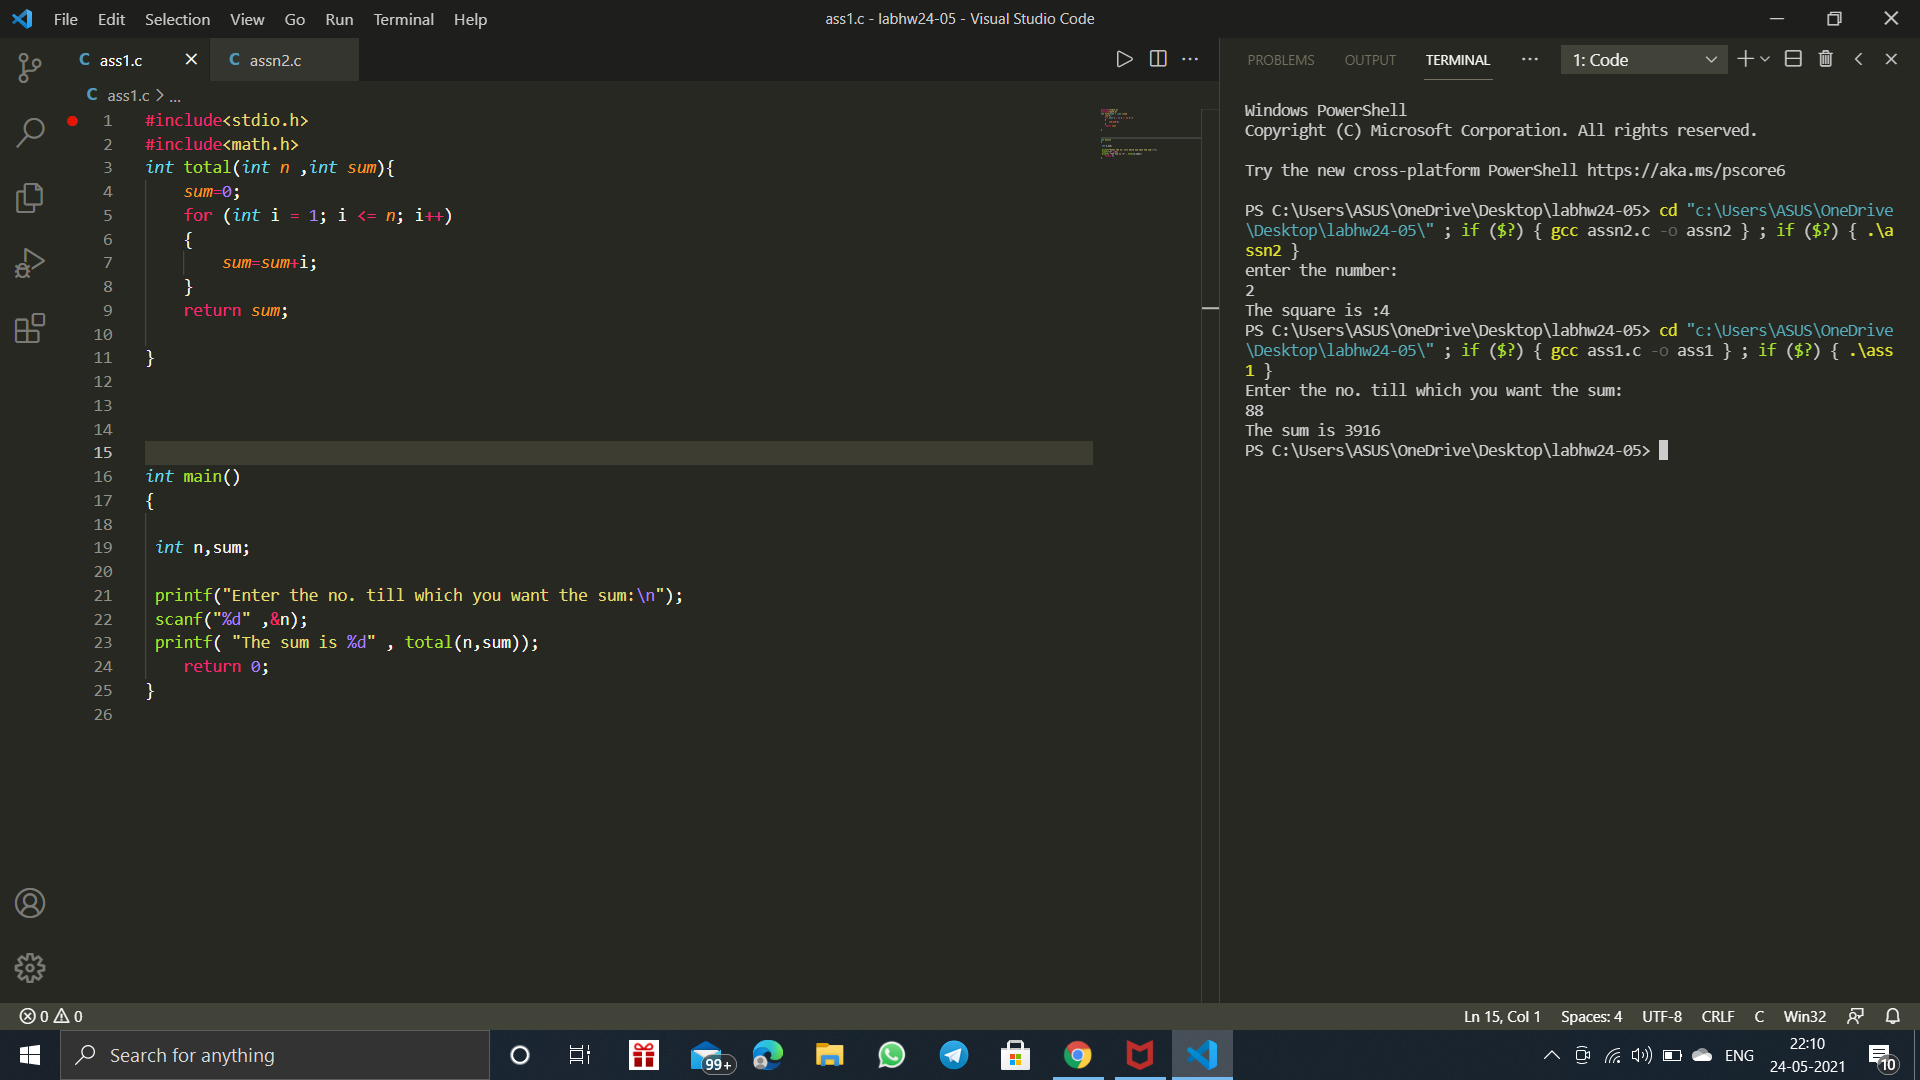 File Edit Selection View Go Run Terminal Help
ass1.c - labhw24-05 - Visual Studio Code
C ass1.c
C assn2.c
C ass1.c > ...
1 #include<stdio.h>
2 #include<math.h>
3 int total(int n ,int sum){
4     sum=0;
5     for (int i = 1; i <= n; i++)
6     {
7         sum=sum+i;
8     }
9     return sum;
10
11 }
12
13
14
15
16 int main()
17 {
18
19  int n,sum;
20
21  printf("Enter the no. till which you want the sum:\n");
22  scanf("%d" ,&n);
23  printf( "The sum is %d" , total(n,sum));
24     return 0;
25 }
26
PROBLEMS OUTPUT TERMINAL ... 1: Code
Windows PowerShell
Copyright (C) Microsoft Corporation. All rights reserved.
Try the new cross-platform PowerShell https://aka.ms/pscore6
PS C:\Users\ASUS\OneDrive\Desktop\labhw24-05> cd "c:\Users\ASUS\OneDrive
\Desktop\labhw24-05\" ; if ($?) { gcc assn2.c -o assn2 } ; if ($?) { .\a
ssn2 }
enter the number:
2
The square is :4
PS C:\Users\ASUS\OneDrive\Desktop\labhw24-05> cd "c:\Users\ASUS\OneDrive
\Desktop\labhw24-05\" ; if ($?) { gcc ass1.c -o ass1 } ; if ($?) { .\ass
1 }
Enter the no. till which you want the sum:
88
The sum is 3916
PS C:\Users\ASUS\OneDrive\Desktop\labhw24-05>
0 0
Ln 15, Col 1 Spaces: 4 UTF-8 CRLF C Win32
Search for anything
99+
ENG
22:10
24-05-2021
10